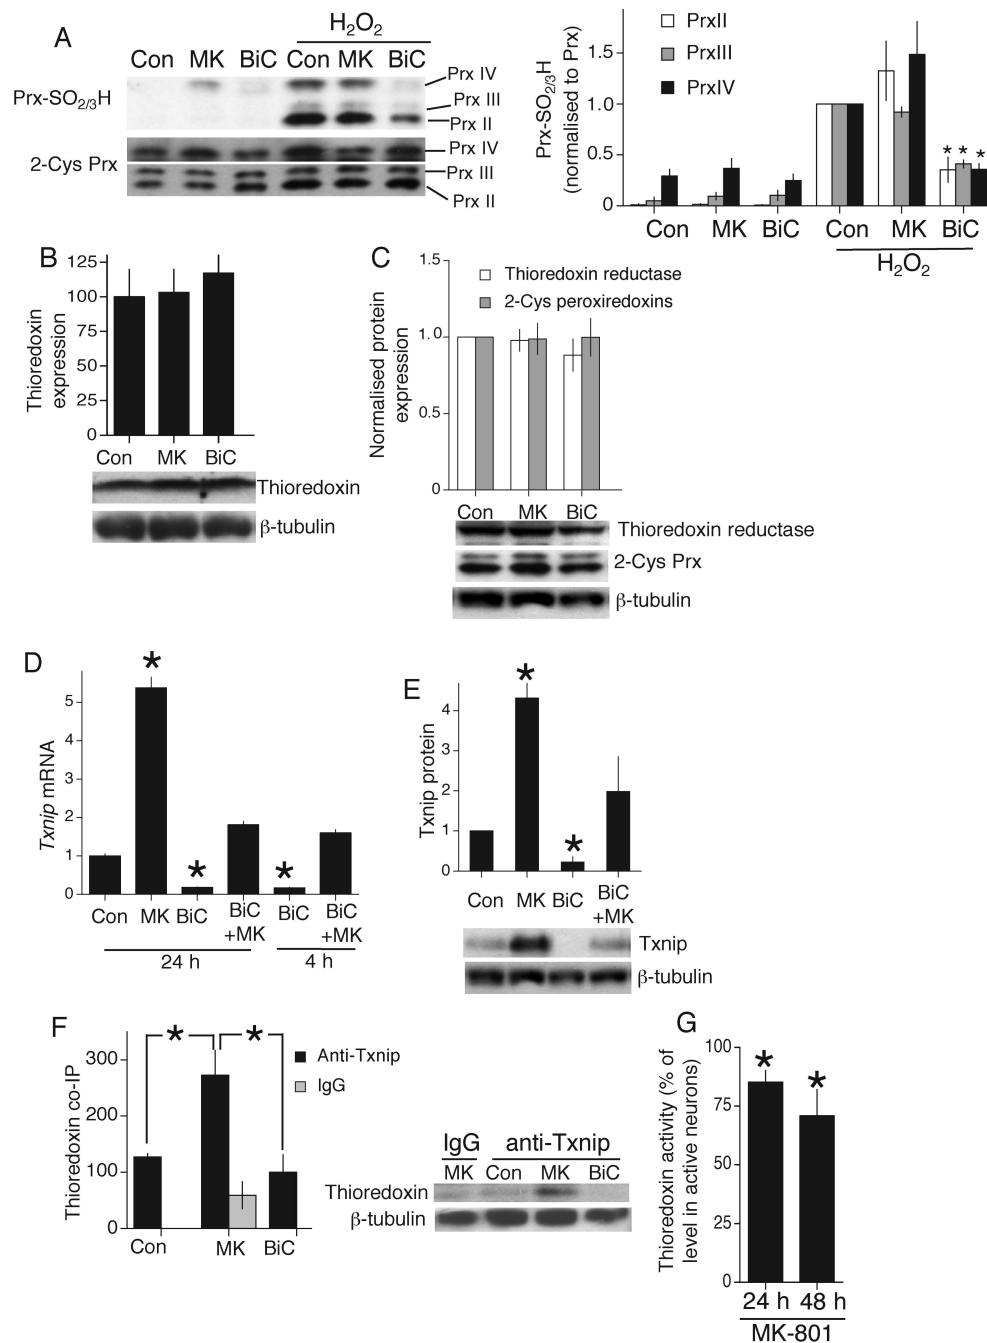 A
H2O2
Con MK BiC Con MK BiC
Prx-SO2/3H
Prx IV
Prx III
Prx II
2-Cys Prx
Prx IV
Prx III
Prx II
Prx-SO2/3H
(normalised to Prx)
1.5
1.0
0.5
0
PrxII
PrxIII
PrxIV
* * *
Con MK BiC Con MK BiC
H2O2
B
Thioredoxin
expression
125
100
75
50
25
0
Con MK BiC
Thioredoxin
β-tubulin
C
Normalised protein
expression
1.5
1.0
0.5
0
Thioredoxin reductase
2-Cys peroxiredoxins
Con MK BiC
Thioredoxin reductase
2-Cys Prx
β-tubulin
D
Txnip mRNA
5
4
3
2
1
0
* * *
Con MK BiC BiC +MK BiC BiC +MK
24 h 4 h
E
Txnip protein
4
3
2
1
0
* *
Con MK BiC BiC +MK
Txnip
β-tubulin
F
Thioredoxin co-IP
300
200
100
0
* *
Anti-Txnip
IgG
Con MK BiC
IgG anti-Txnip
MK Con MK BiC
Thioredoxin
β-tubulin
G
Thioredoxin activity (% of
level in active neurons)
100
75
50
25
0
* *
24 h 48 h
MK-801